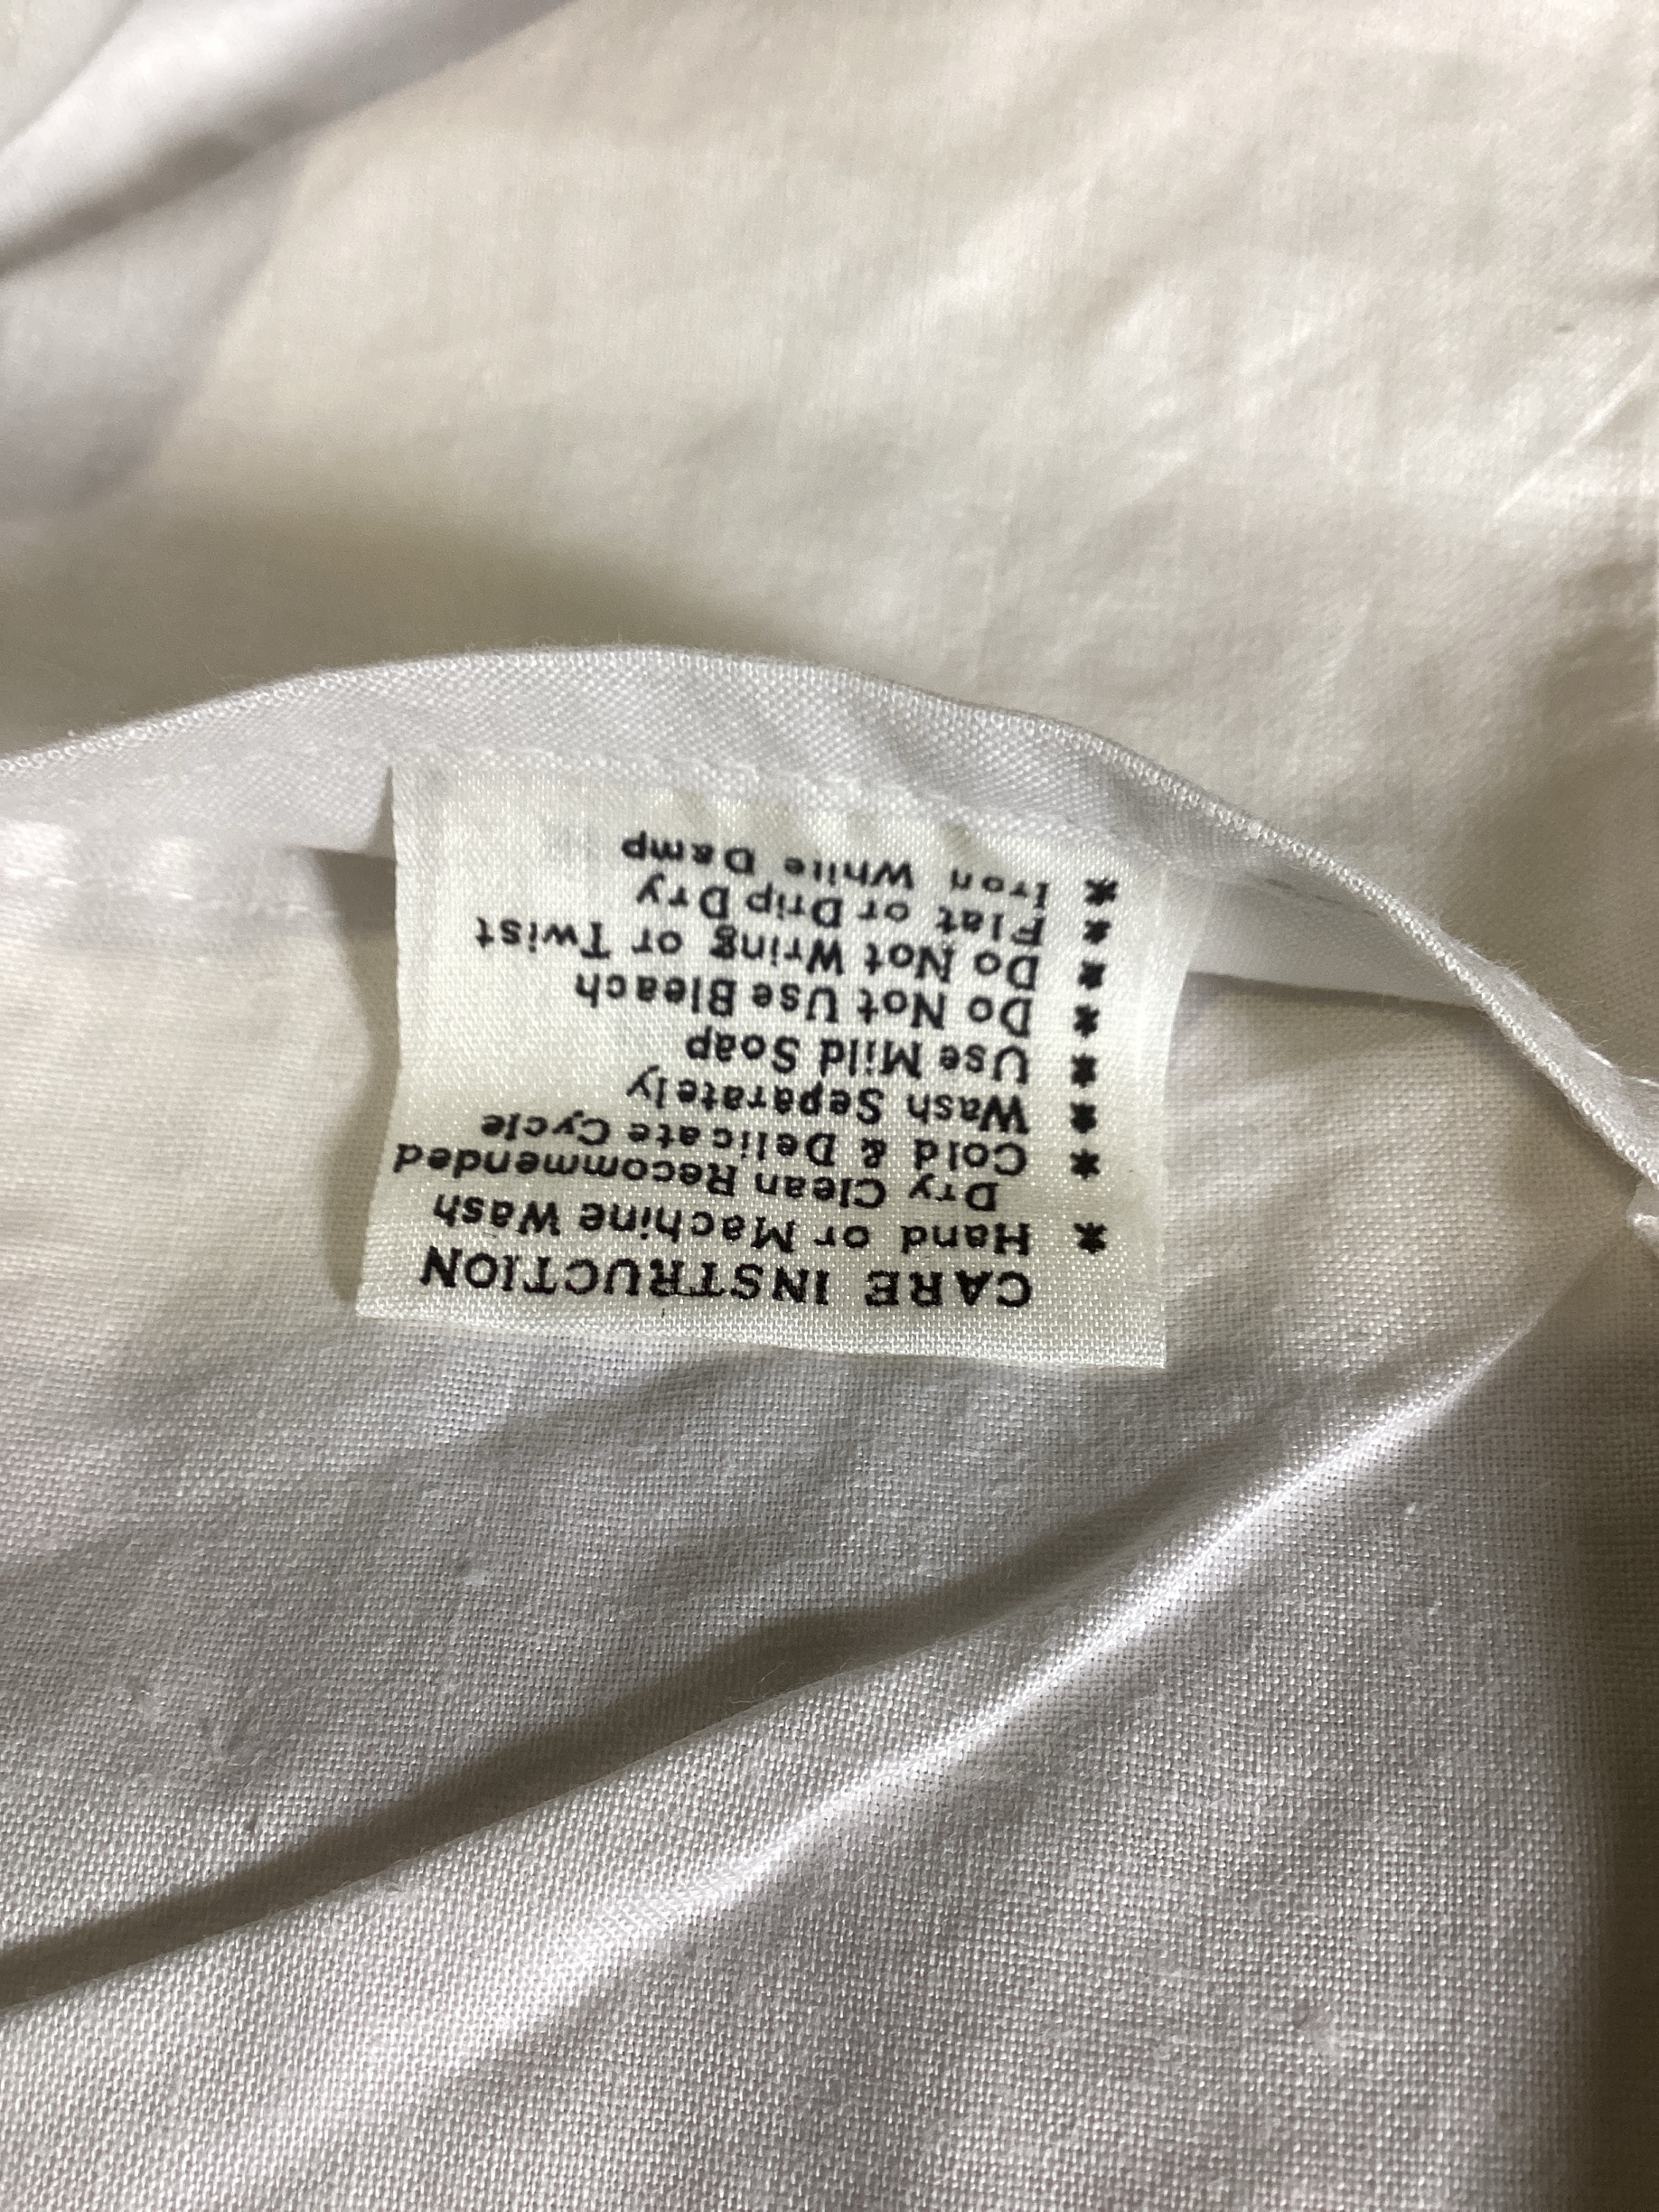 CARE INSTRUCTION
* Hand or Machine Wash
Dry Clean Recommended
* Cold & Delicate Cycle
* Wash Separately
* Use Mild Soap
* Do Not Use Bleach
* Do Not Wring or Twist
* Flat or Drip Dry
* Iron While Damp